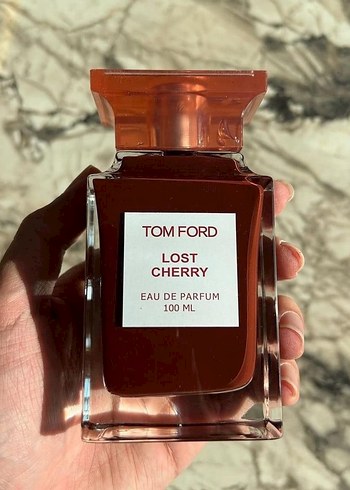 TOM FORD
LOST
CHERRY
EAU DE PARFUM
100 ML